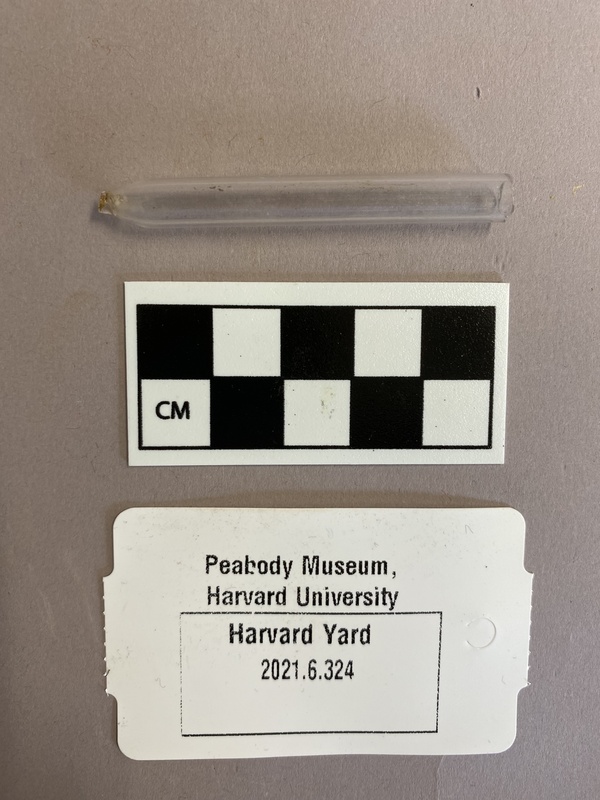 CM
Peabody Museum,
Harvard University
Harvard Yard
2021.6.324